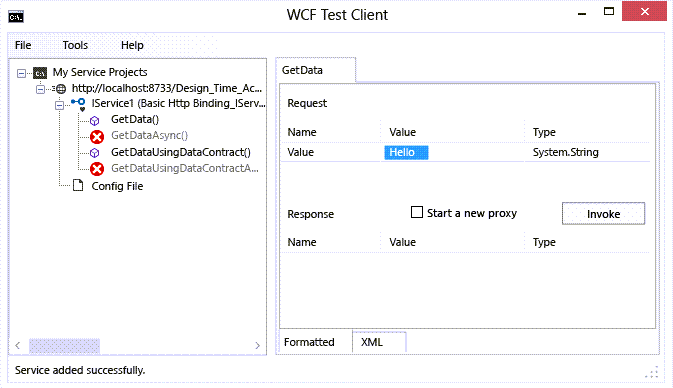 WCF Test Client
File Tools Help
My Service Projects
http://localhost:8733/Design_Time_Ac...
IService1 (Basic Http Binding_IServ...
GetData()
GetDataAsync()
GetDataUsingDataContract()
GetDataUsingDataContractA...
Config File
GetData
Request
Name Value Type
Value Hello System.String
Response Start a new proxy Invoke
Name Value Type
Formatted XML
Service added successfully.